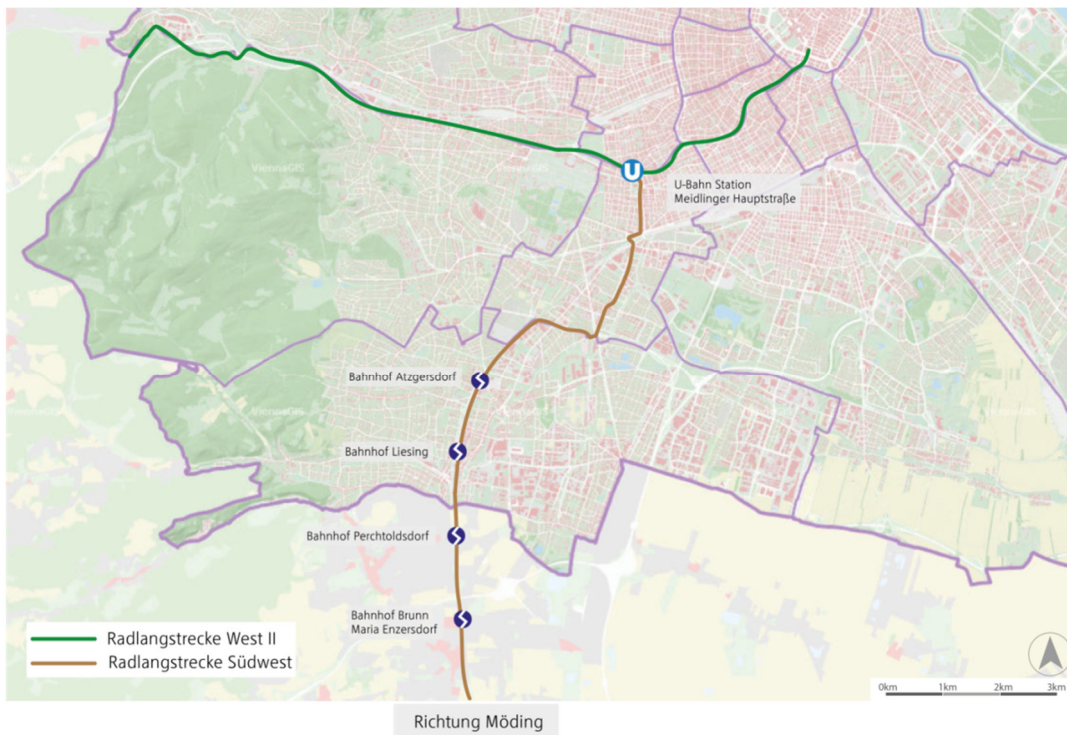 U-Bahn Station
Meidlinger Hauptstraße
Bahnhof Atzgersdorf
Bahnhof Liesing
Bahnhof Perchtoldsdorf
Bahnhof Brunn
Maria Enzersdorf
Radlangstrecke West II
Radlangstrecke Südwest
0km 1km 2km 3km
Richtung Möding